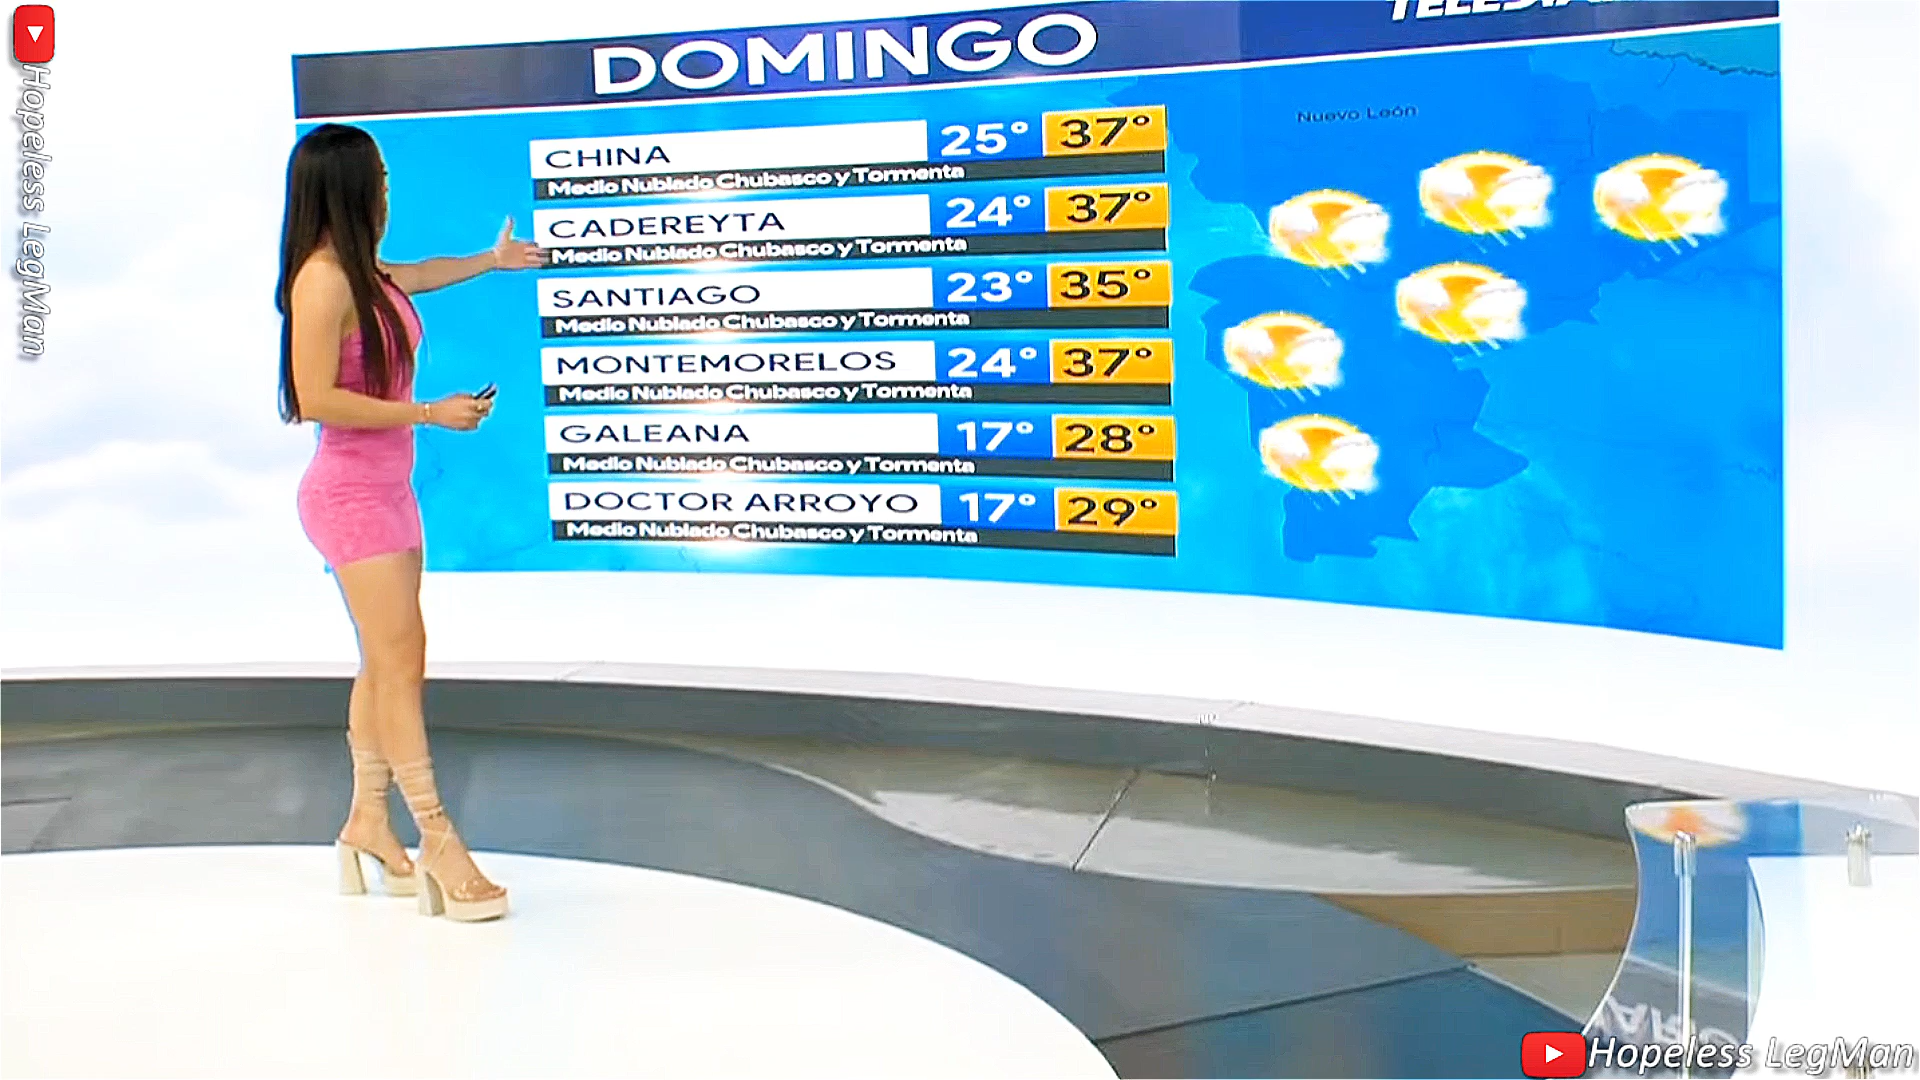 Hopeless LegMan
DOMINGO
Nuevo León
CHINA 25° 37°
Medio Nublado Chubasco y Tormenta
CADEREYTA 24° 37°
Medio Nublado Chubasco y Tormenta
SANTIAGO 23° 35°
Medio Nublado Chubasco y Tormenta
MONTEMORELOS 24° 37°
Medio Nublado Chubasco y Tormenta
GALEANA 17° 28°
Medio Nublado Chubasco y Tormenta
DOCTOR ARROYO 17° 29°
Medio Nublado Chubasco y Tormenta
Hopeless LegMan